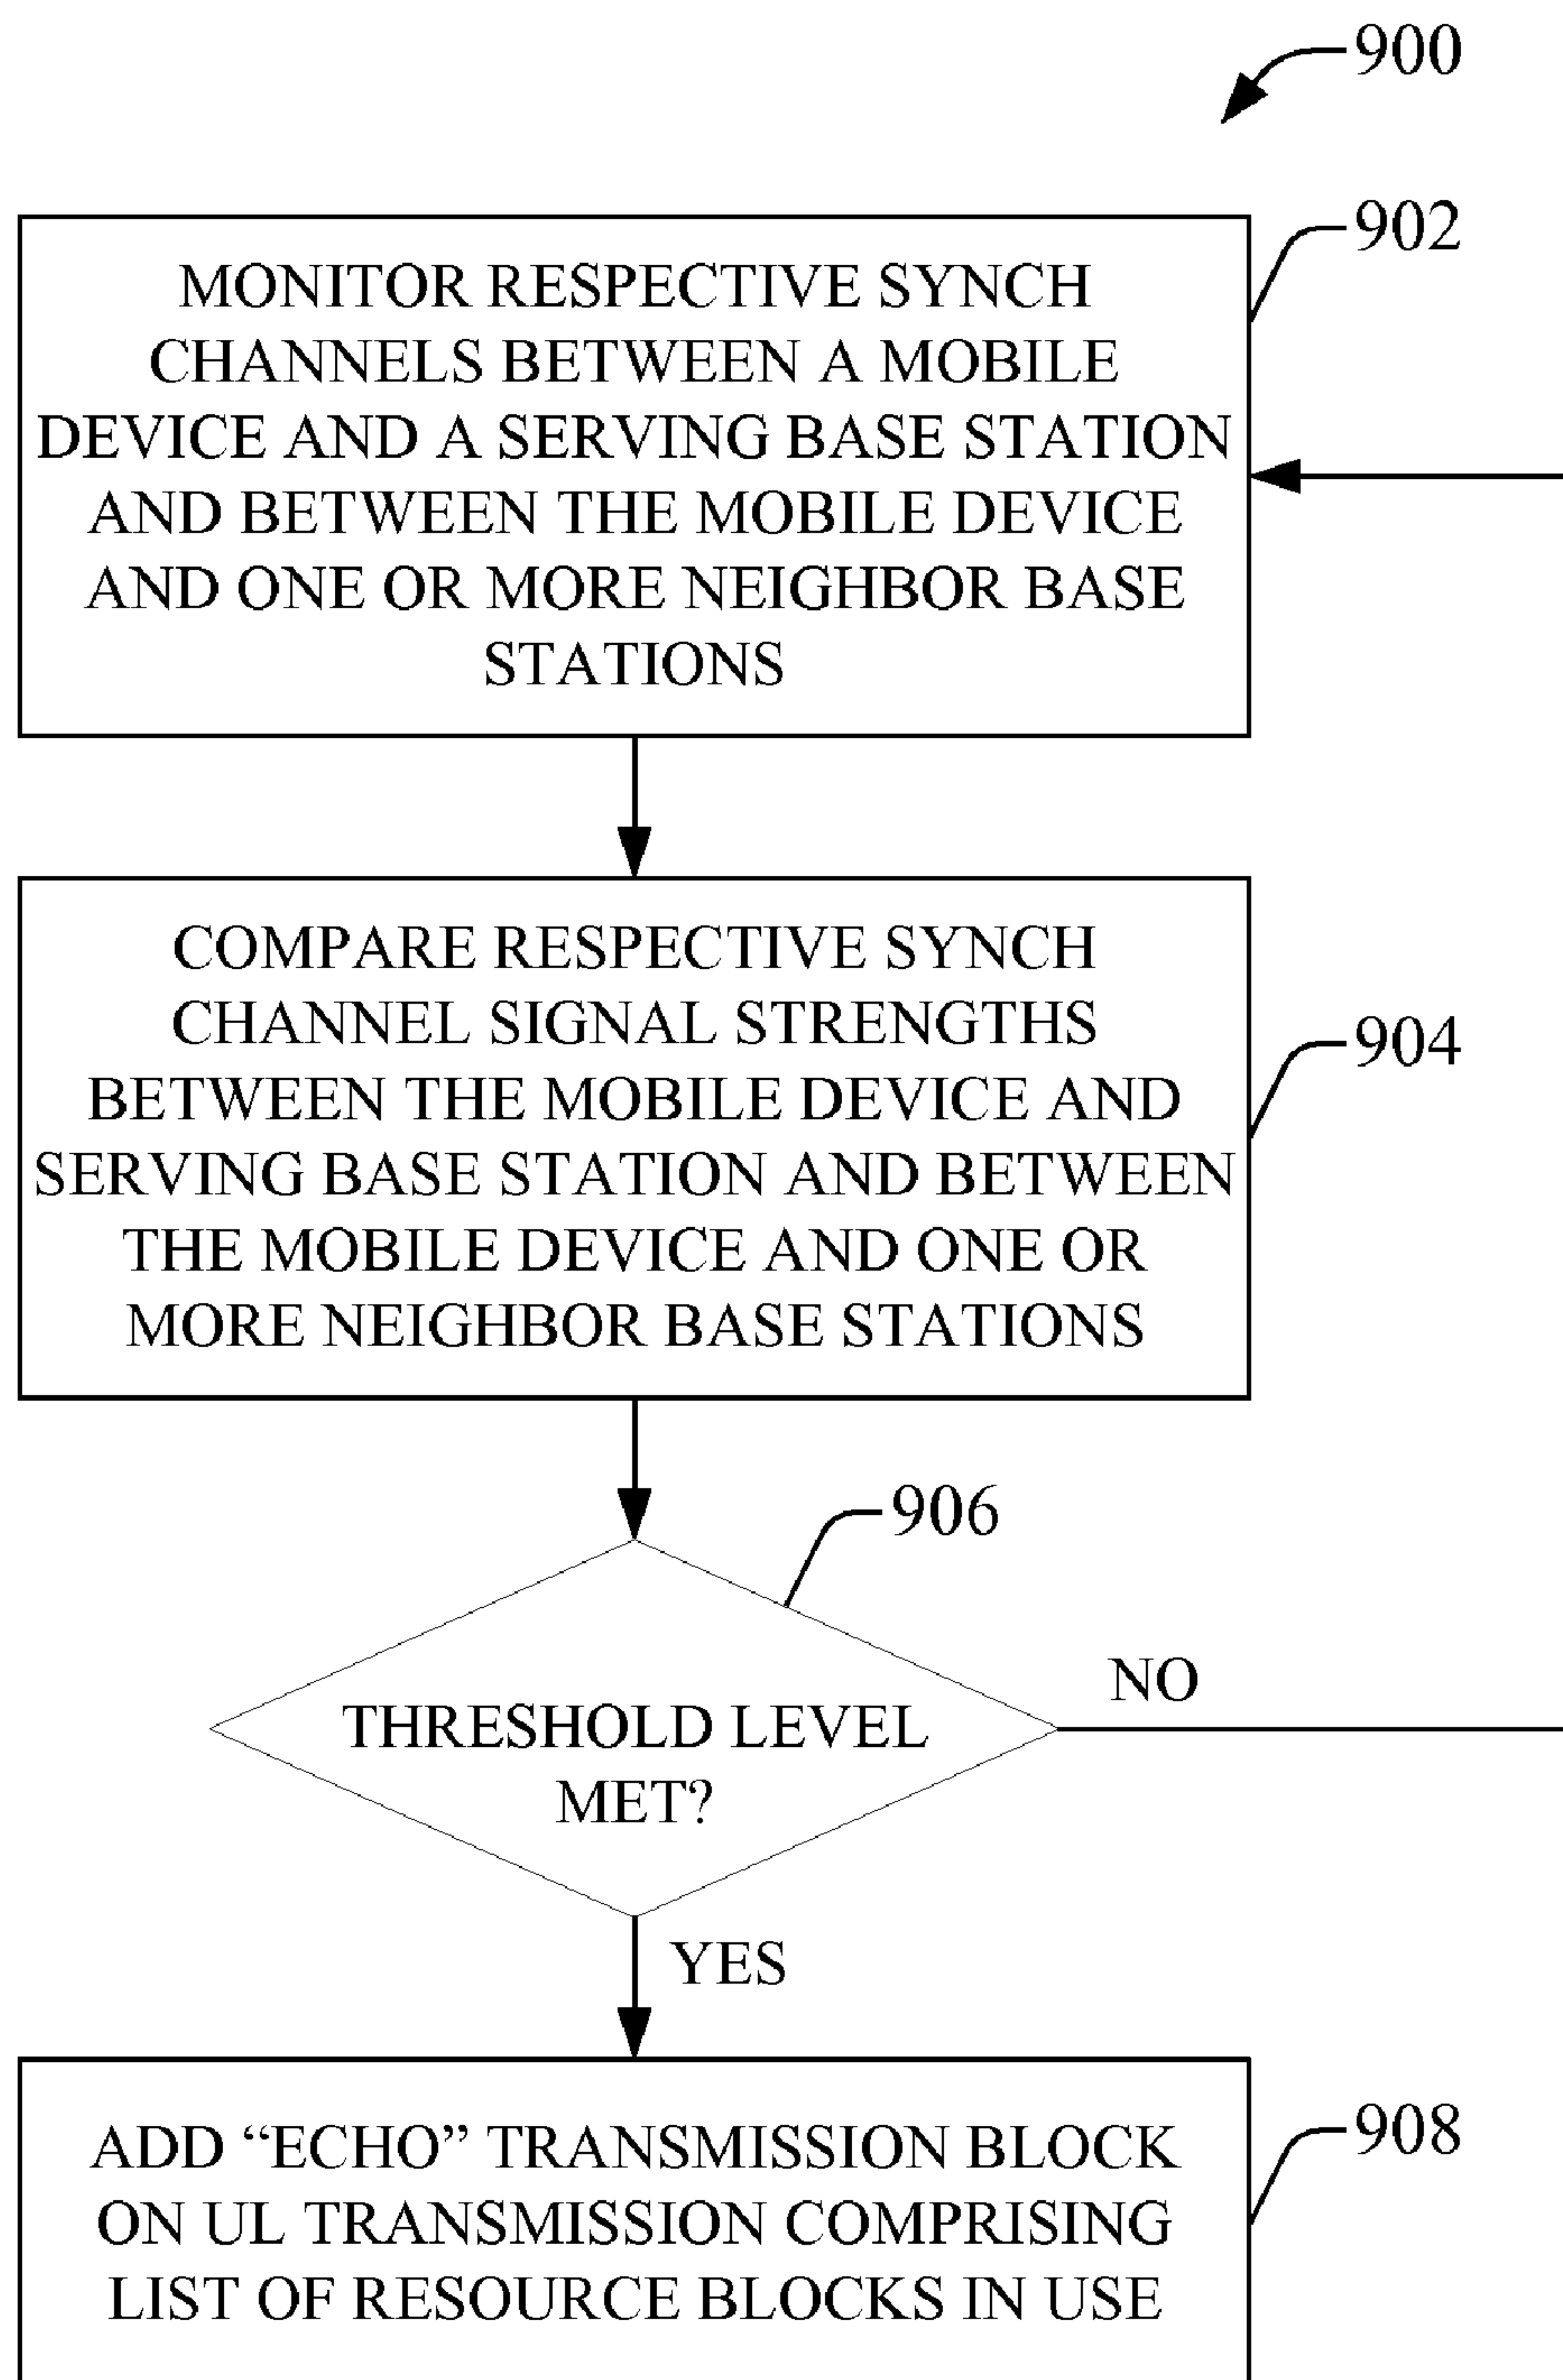 900
902
MONITOR RESPECTIVE SYNCH
CHANNELS BETWEEN A MOBILE
DEVICE AND A SERVING BASE STATION
AND BETWEEN THE MOBILE DEVICE
AND ONE OR MORE NEIGHBOR BASE
STATIONS
904
COMPARE RESPECTIVE SYNCH
CHANNEL SIGNAL STRENGTHS
BETWEEN THE MOBILE DEVICE AND
SERVING BASE STATION AND BETWEEN
THE MOBILE DEVICE AND ONE OR
MORE NEIGHBOR BASE STATIONS
906
THRESHOLD LEVEL
MET?
NO
YES
908
ADD “ECHO” TRANSMISSION BLOCK
ON UL TRANSMISSION COMPRISING
LIST OF RESOURCE BLOCKS IN USE